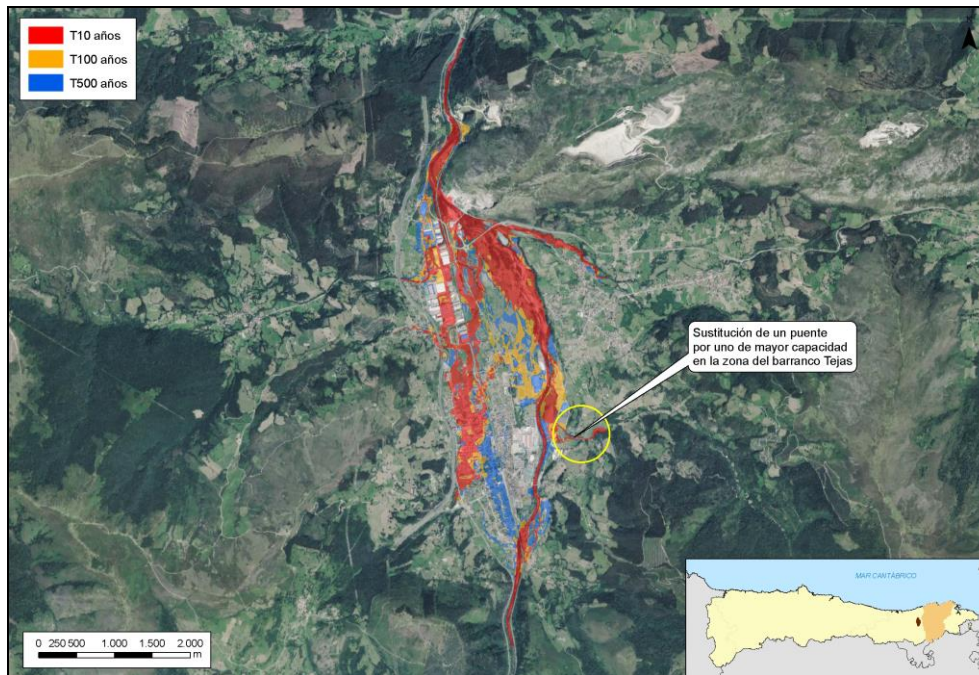 T10 años
T100 años
T500 años
Sustitución de un puente
por uno de mayor capacidad
en la zona del barranco Tejas
0 250 500 1.000 1.500 2.000
m
MAR CANTÁBRICO